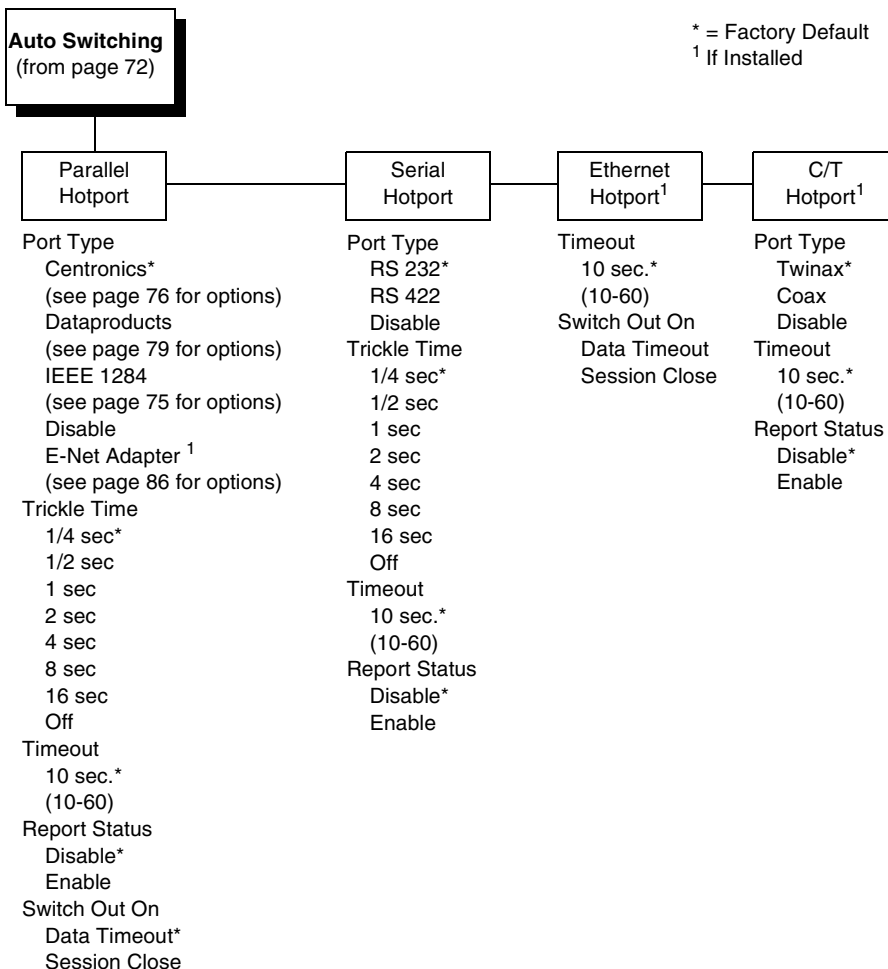 Auto Switching
(from page 72)
* = Factory Default
1 If Installed
Parallel
Hotport
Port Type
Centronics*
(see page 76 for options)
Dataproducts
(see page 79 for options)
IEEE 1284
(see page 75 for options)
Disable
E-Net Adapter 1
(see page 86 for options)
Trickle Time
1/4 sec*
1/2 sec
1 sec
2 sec
4 sec
8 sec
16 sec
Off
Timeout
10 sec.*
(10-60)
Report Status
Disable*
Enable
Switch Out On
Data Timeout*
Session Close
Serial
Hotport
Port Type
RS 232*
RS 422
Disable
Trickle Time
1/4 sec*
1/2 sec
1 sec
2 sec
4 sec
8 sec
16 sec
Off
Timeout
10 sec.*
(10-60)
Report Status
Disable*
Enable
Ethernet
Hotport1
Timeout
10 sec.*
(10-60)
Switch Out On
Data Timeout
Session Close
C/T
Hotport1
Port Type
Twinax*
Coax
Disable
Timeout
10 sec.*
(10-60)
Report Status
Disable*
Enable